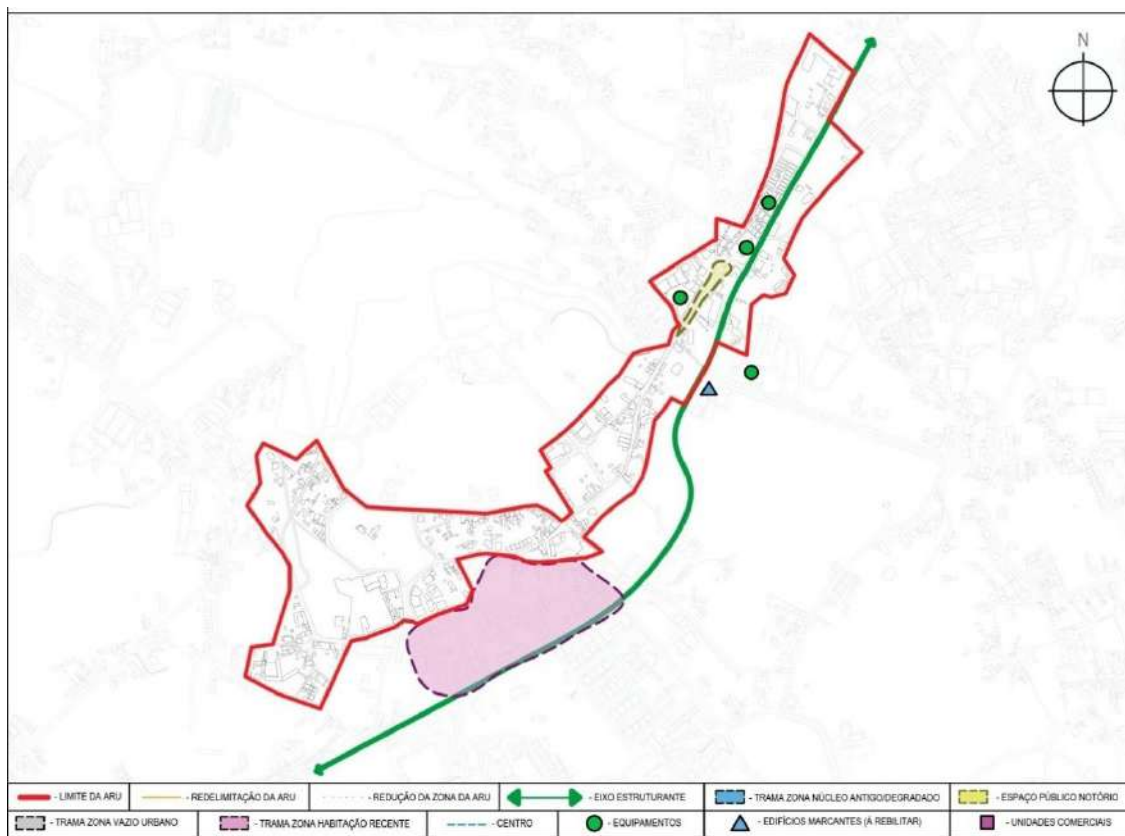 N
- LIMITE DA ARU - REDELIMITAÇÃO DA ARU - REDUÇÃO DA ZONA DA ARU - EIXO ESTRUTURANTE - TRAMA ZONA NÚCLEO ANTIGO/DEGRADADO - ESPAÇO PÚBLICO NOTÓRIO
- TRAMA ZONA VAZIO URBANO - TRAMA ZONA HABITAÇÃO RECENTE - CENTRO - EQUIPAMENTOS - EDIFÍCIOS MARCANTES (À REBILITAR) - UNIDADES COMERCIAIS